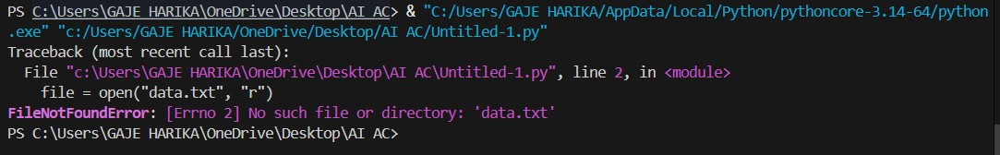 PS C:\Users\GAJE HARIKA\OneDrive\Desktop\AI AC> & "C:/Users/GAJE HARIKA/AppData/Local/Python/pythoncore-3.14-64/python
.exe" "c:/Users/GAJE HARIKA/OneDrive/Desktop/AI AC/Untitled-1.py"
Traceback (most recent call last):
  File "c:\Users\GAJE HARIKA\OneDrive\Desktop\AI AC\Untitled-1.py", line 2, in <module>
    file = open("data.txt", "r")
FileNotFoundError: [Errno 2] No such file or directory: 'data.txt'
PS C:\Users\GAJE HARIKA\OneDrive\Desktop\AI AC>